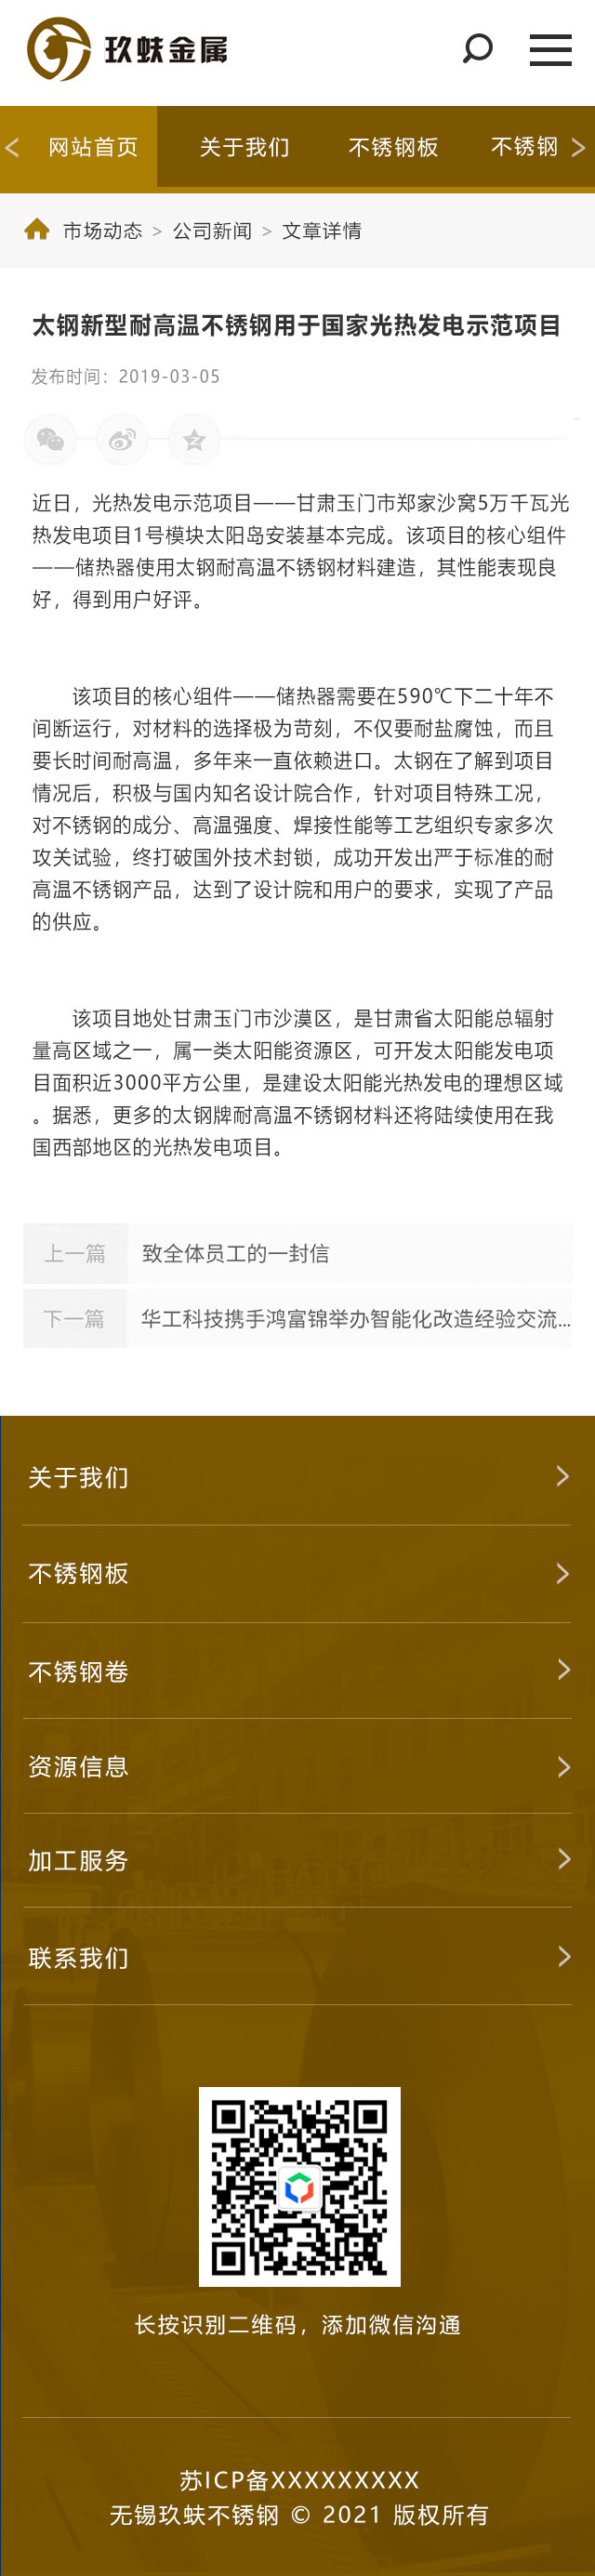 玖蚨金属
网站首页 关于我们 不锈钢板 不锈钢
市场动态 > 公司新闻 > 文章详情
太钢新型耐高温不锈钢用于国家光热发电示范项目
发布时间：2019-03-05
近日，光热发电示范项目——甘肃玉门市郑家沙窝5万千瓦光
热发电项目1号模块太阳岛安装基本完成。该项目的核心组件
——储热器使用太钢耐高温不锈钢材料建造，其性能表现良
好，得到用户好评。
该项目的核心组件——储热器需要在590℃下二十年不
间断运行，对材料的选择极为苛刻，不仅要耐盐腐蚀，而且
要长时间耐高温，多年来一直依赖进口。太钢在了解到项目
情况后，积极与国内知名设计院合作，针对项目特殊工况，
对不锈钢的成分、高温强度、焊接性能等工艺组织专家多次
攻关试验，终打破国外技术封锁，成功开发出严于标准的耐
高温不锈钢产品，达到了设计院和用户的要求，实现了产品
的供应。
该项目地处甘肃玉门市沙漠区，是甘肃省太阳能总辐射
量高区域之一，属一类太阳能资源区，可开发太阳能发电项
目面积近3000平方公里，是建设太阳能光热发电的理想区域
。据悉，更多的太钢牌耐高温不锈钢材料还将陆续使用在我
国西部地区的光热发电项目。
上一篇 致全体员工的一封信
下一篇 华工科技携手鸿富锦举办智能化改造经验交流...
关于我们
不锈钢板
不锈钢卷
资源信息
加工服务
联系我们
长按识别二维码，添加微信沟通
苏ICP备XXXXXXXXX
无锡玖蚨不锈钢 © 2021 版权所有